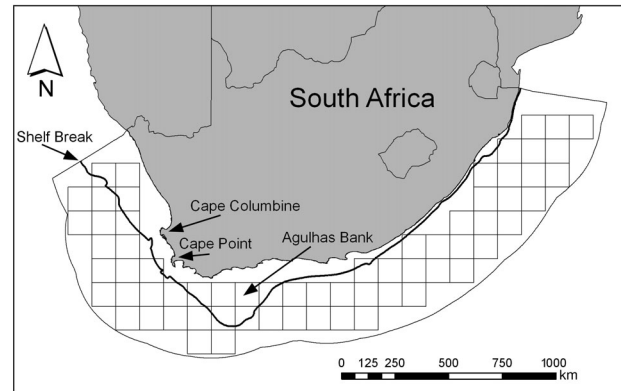 South Africa
N
Shelf Break
Cape Columbine
Cape Point
Agulhas Bank
0 125 250 500 750 1000
km